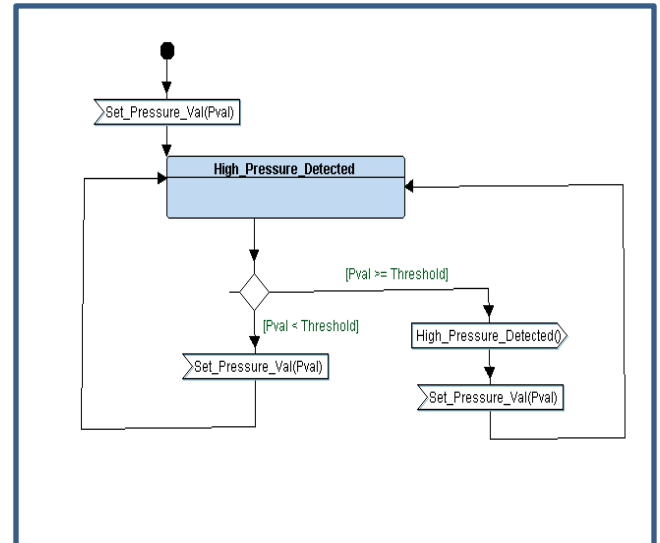 Set_Pressure_Val(Pval)
High_Pressure_Detected
[Pval >= Threshold]
[Pval < Threshold]
High_Pressure_Detected()
Set_Pressure_Val(Pval)
Set_Pressure_Val(Pval)